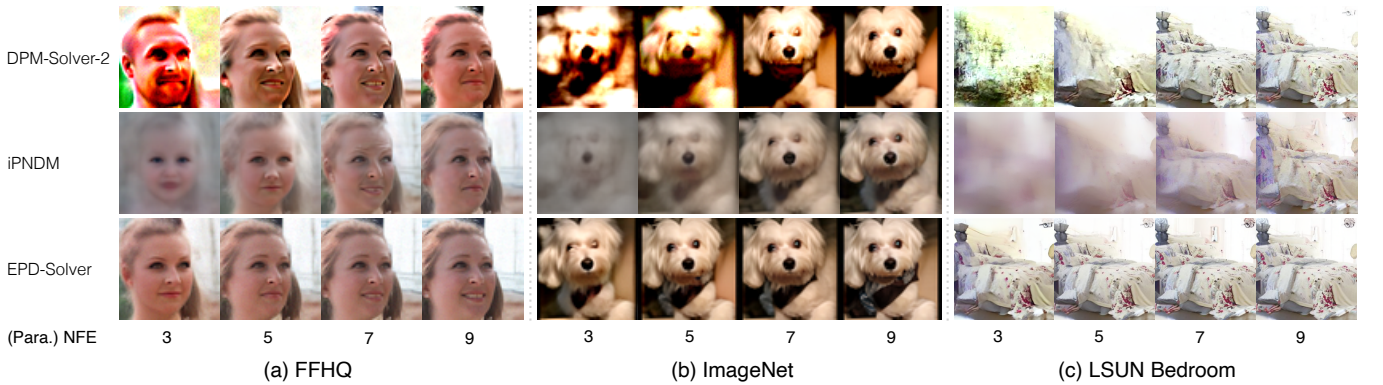 DPM-Solver-2
iPNDM
EPD-Solver
(Para.) NFE 3 5 7 9 3 5 7 9 3 5 7 9
(a) FFHQ (b) ImageNet (c) LSUN Bedroom